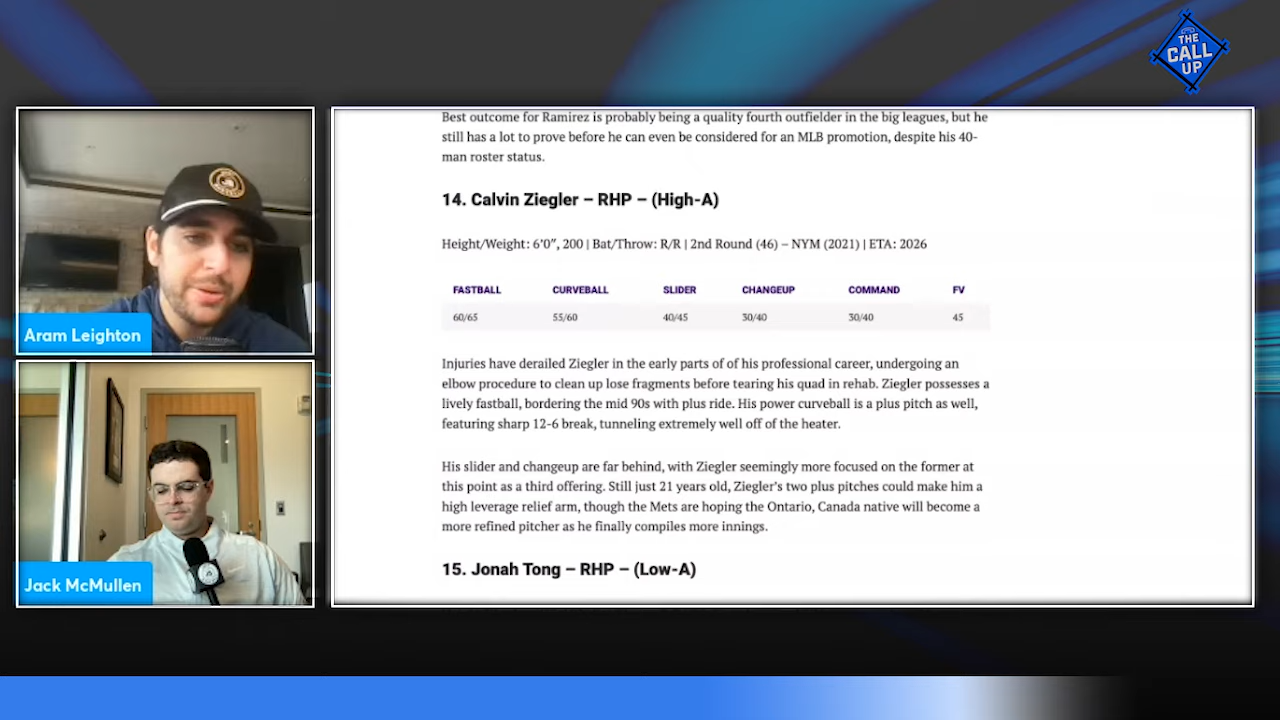 THE
CALL
UP
Best outcome for Ramirez is probably being a quality fourth outfielder in the big leagues, but he
still has a lot to prove before he can even be considered for an MLB promotion, despite his 40-
man roster status.
14. Calvin Ziegler – RHP – (High-A)
Height/Weight: 6'0", 200 | Bat/Throw: R/R | 2nd Round (46) – NYM (2021) | ETA: 2026
FASTBALL CURVEBALL SLIDER CHANGEUP COMMAND FV
60/65 55/60 40/45 30/40 30/40 45
Injuries have derailed Ziegler in the early parts of of his professional career, undergoing an
elbow procedure to clean up lose fragments before tearing his quad in rehab. Ziegler possesses a
lively fastball, bordering the mid 90s with plus ride. His power curveball is a plus pitch as well,
featuring sharp 12-6 break, tunneling extremely well off of the heater.
His slider and changeup are far behind, with Ziegler seemingly more focused on the former at
this point as a third offering. Still just 21 years old, Ziegler's two plus pitches could make him a
high leverage relief arm, though the Mets are hoping the Ontario, Canada native will become a
more refined pitcher as he finally compiles more innings.
15. Jonah Tong – RHP – (Low-A)
Aram Leighton
Jack McMullen